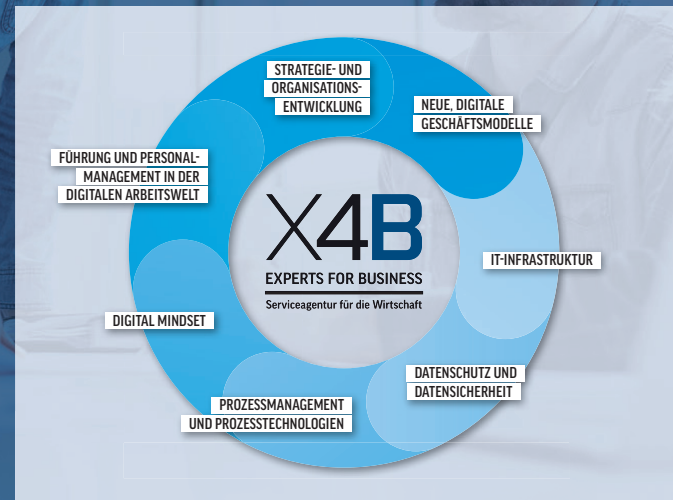 STRATEGIE- UND
ORGANISATIONS-
ENTWICKLUNG
NEUE, DIGITALE
GESCHÄFTSMODELLE
FÜHRUNG UND PERSONAL-
MANAGEMENT IN DER
DIGITALEN ARBEITSWELT
X4B
EXPERTS FOR BUSINESS
Serviceagentur für die Wirtschaft
IT-INFRASTRUKTUR
DIGITAL MINDSET
DATENSCHUTZ UND
DATENSICHERHEIT
PROZESSMANAGEMENT
UND PROZESSTECHNOLOGIEN